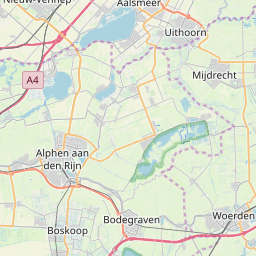 Nieuw-Vennep
Aalsmeer
Uithoorn
Mijdrecht
A4
Alphen aan
den Rijn
Woerden
Bodegraven
Boskoop